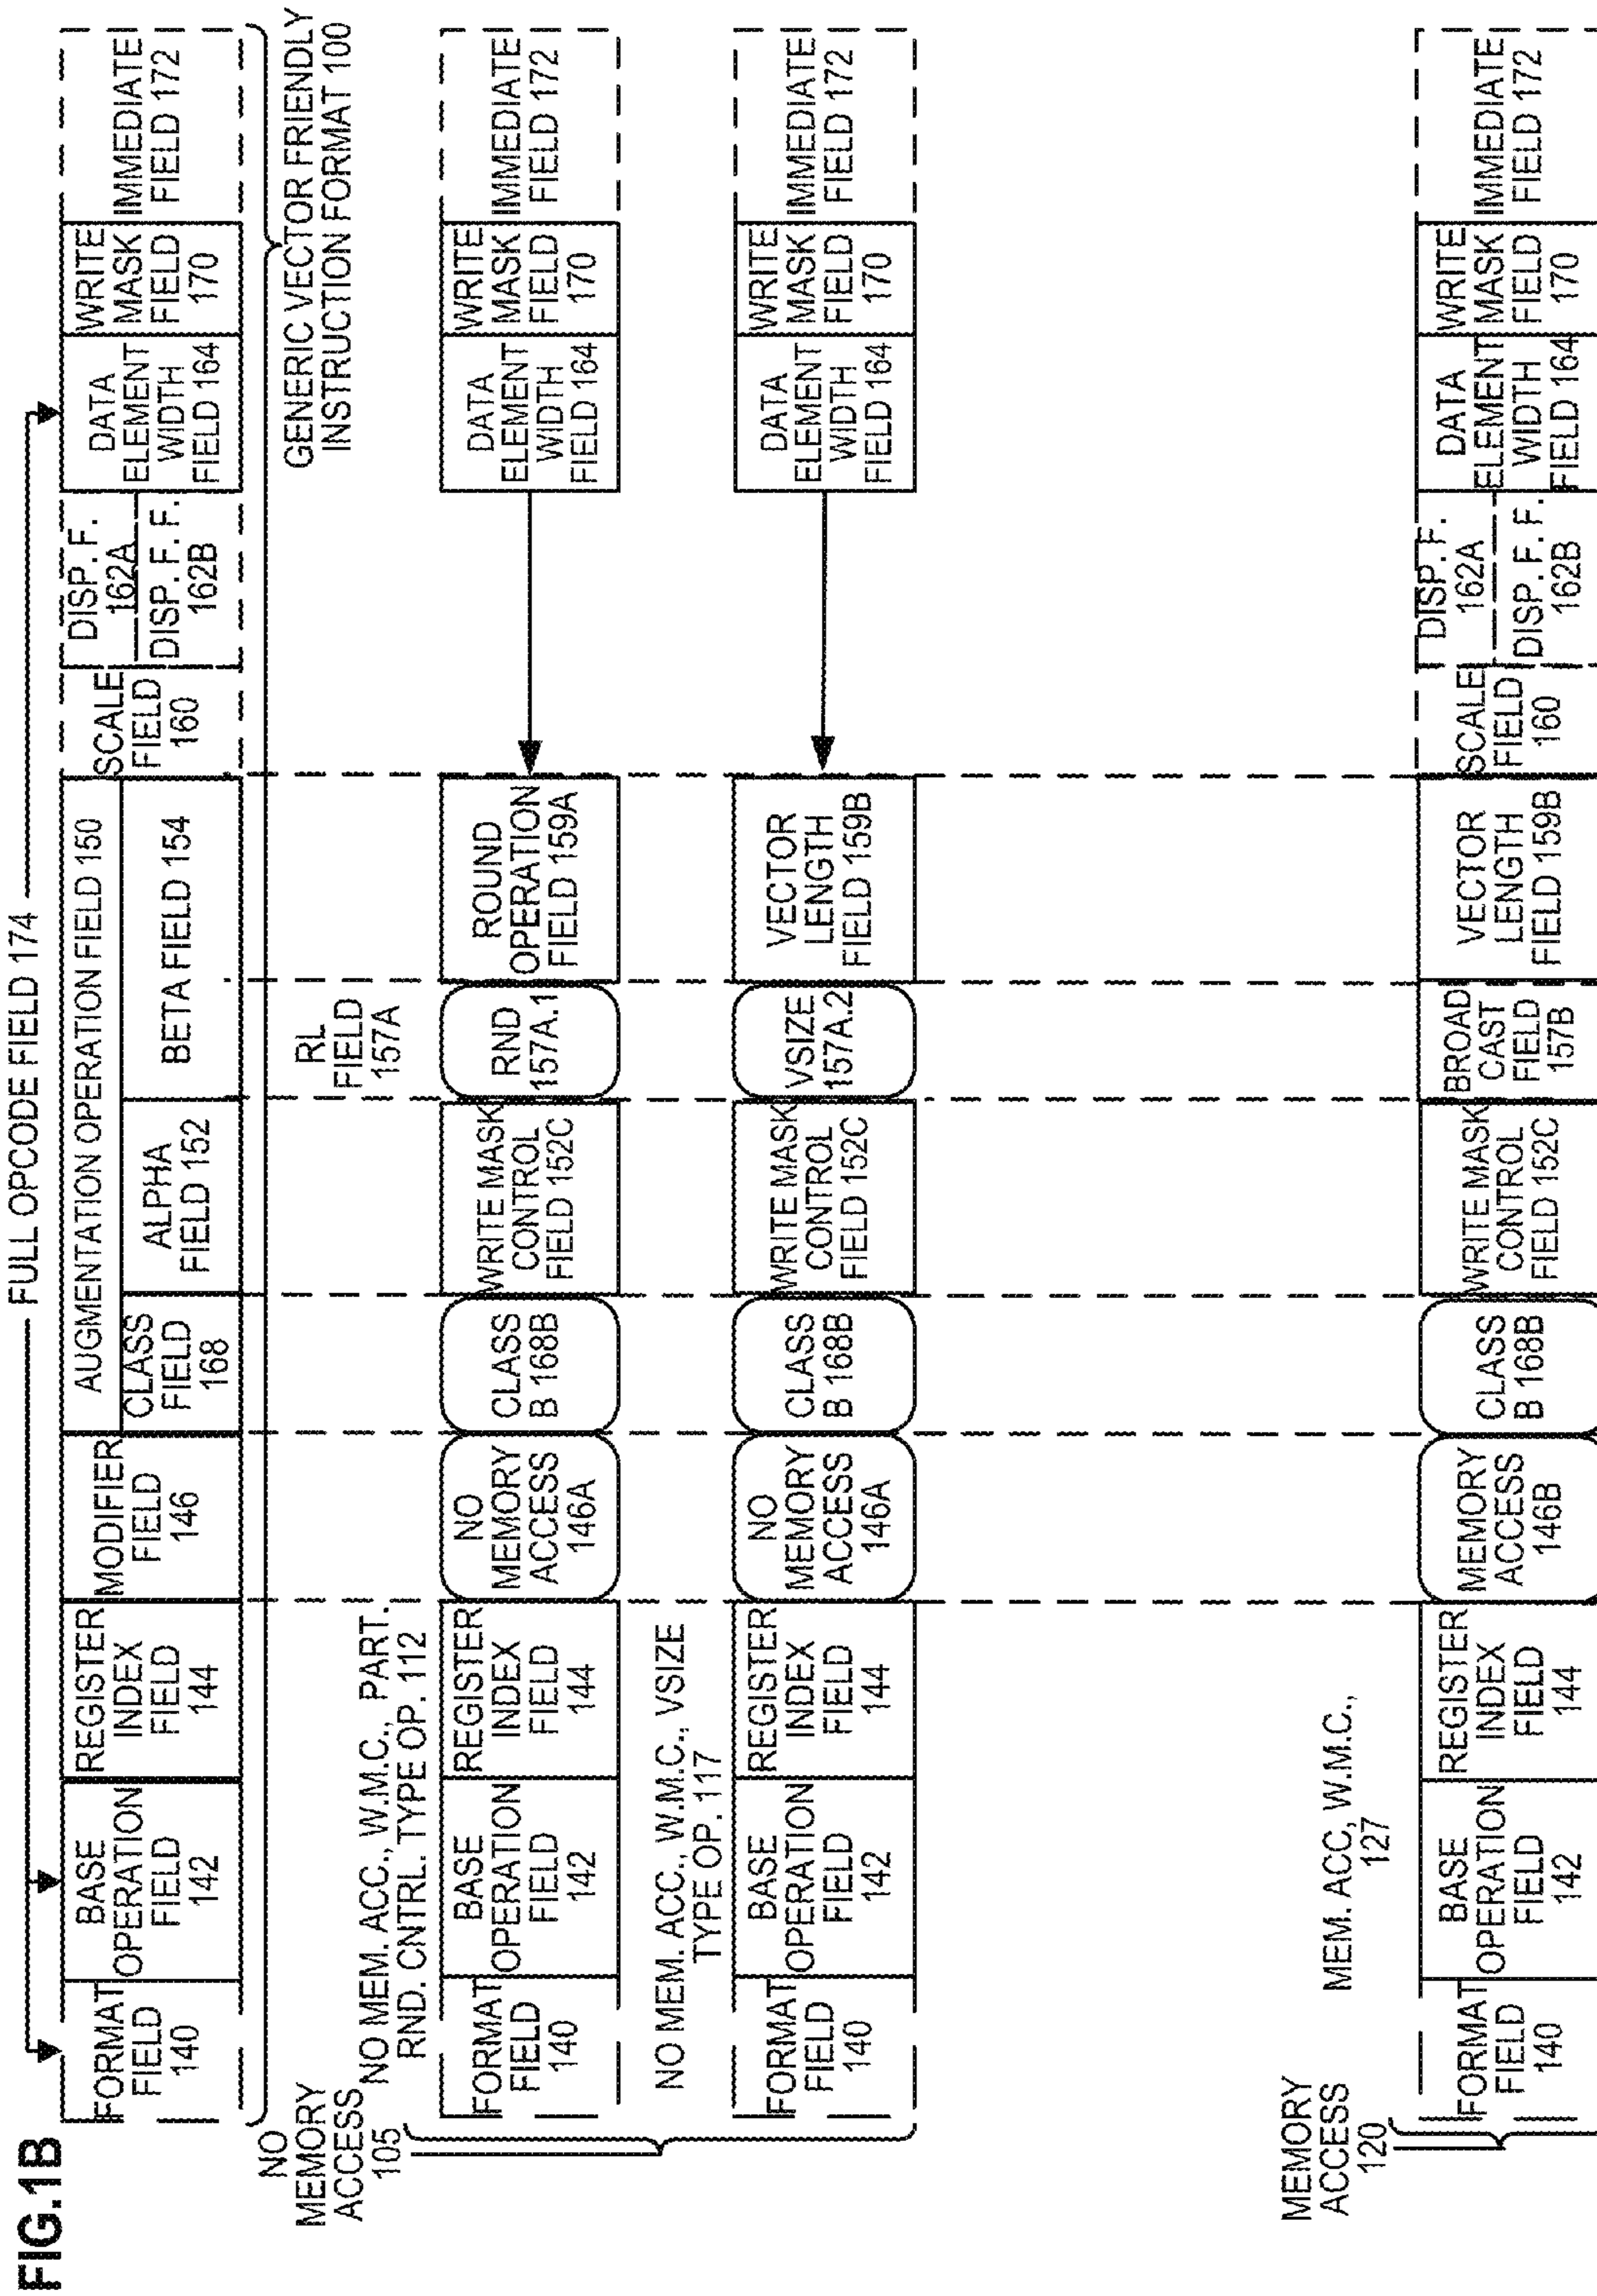 FIG.1B
FULL OPCODE FIELD 174
FORMAT
FIELD
140
BASE
OPERATION
FIELD
142
REGISTER
INDEX
FIELD
144
MODIFIER
FIELD
146
AUGMENTATION OPERATION FIELD 150
CLASS
FIELD
168
ALPHA
FIELD 152
BETA FIELD 154
SCALE
FIELD
160
DISP. F.
162A
DISP. F. F.
162B
DATA
ELEMENT
WIDTH
FIELD 164
WRITE
MASK
FIELD
170
IMMEDIATE
FIELD 172
GENERIC VECTOR FRIENDLY
INSTRUCTION FORMAT 100
NO
MEMORY
ACCESS
105
NO MEM. ACC., W.M.C., PART.
RND. CNTRL. TYPE OP. 112
RL
FIELD
157A
FORMAT
FIELD
140
BASE
OPERATION
FIELD
142
REGISTER
INDEX
FIELD
144
NO
MEMORY
ACCESS
146A
CLASS
B 168B
WRITE MASK
CONTROL
FIELD 152C
RND
157A.1
ROUND
OPERATION
FIELD 159A
DATA
ELEMENT
WIDTH
FIELD 164
WRITE
MASK
FIELD
170
IMMEDIATE
FIELD 172
NO MEM. ACC., W.M.C., VSIZE
TYPE OP. 117
FORMAT
FIELD
140
BASE
OPERATION
FIELD
142
REGISTER
INDEX
FIELD
144
NO
MEMORY
ACCESS
146A
CLASS
B 168B
WRITE MASK
CONTROL
FIELD 152C
VSIZE
157A.2
VECTOR
LENGTH
FIELD 159B
DATA
ELEMENT
WIDTH
FIELD 164
WRITE
MASK
FIELD
170
IMMEDIATE
FIELD 172
MEMORY
ACCESS
120
MEM. ACC, W.M.C.,
127
FORMAT
FIELD
140
BASE
OPERATION
FIELD
142
REGISTER
INDEX
FIELD
144
MEMORY
ACCESS
146B
CLASS
B 168B
WRITE MASK
CONTROL
FIELD 152C
BROAD
CAST
FIELD
157B
VECTOR
LENGTH
FIELD 159B
SCALE
FIELD
160
DISP. F.
162A
DISP. F. F.
162B
DATA
ELEMENT
WIDTH
FIELD 164
WRITE
MASK
FIELD
170
IMMEDIATE
FIELD 172